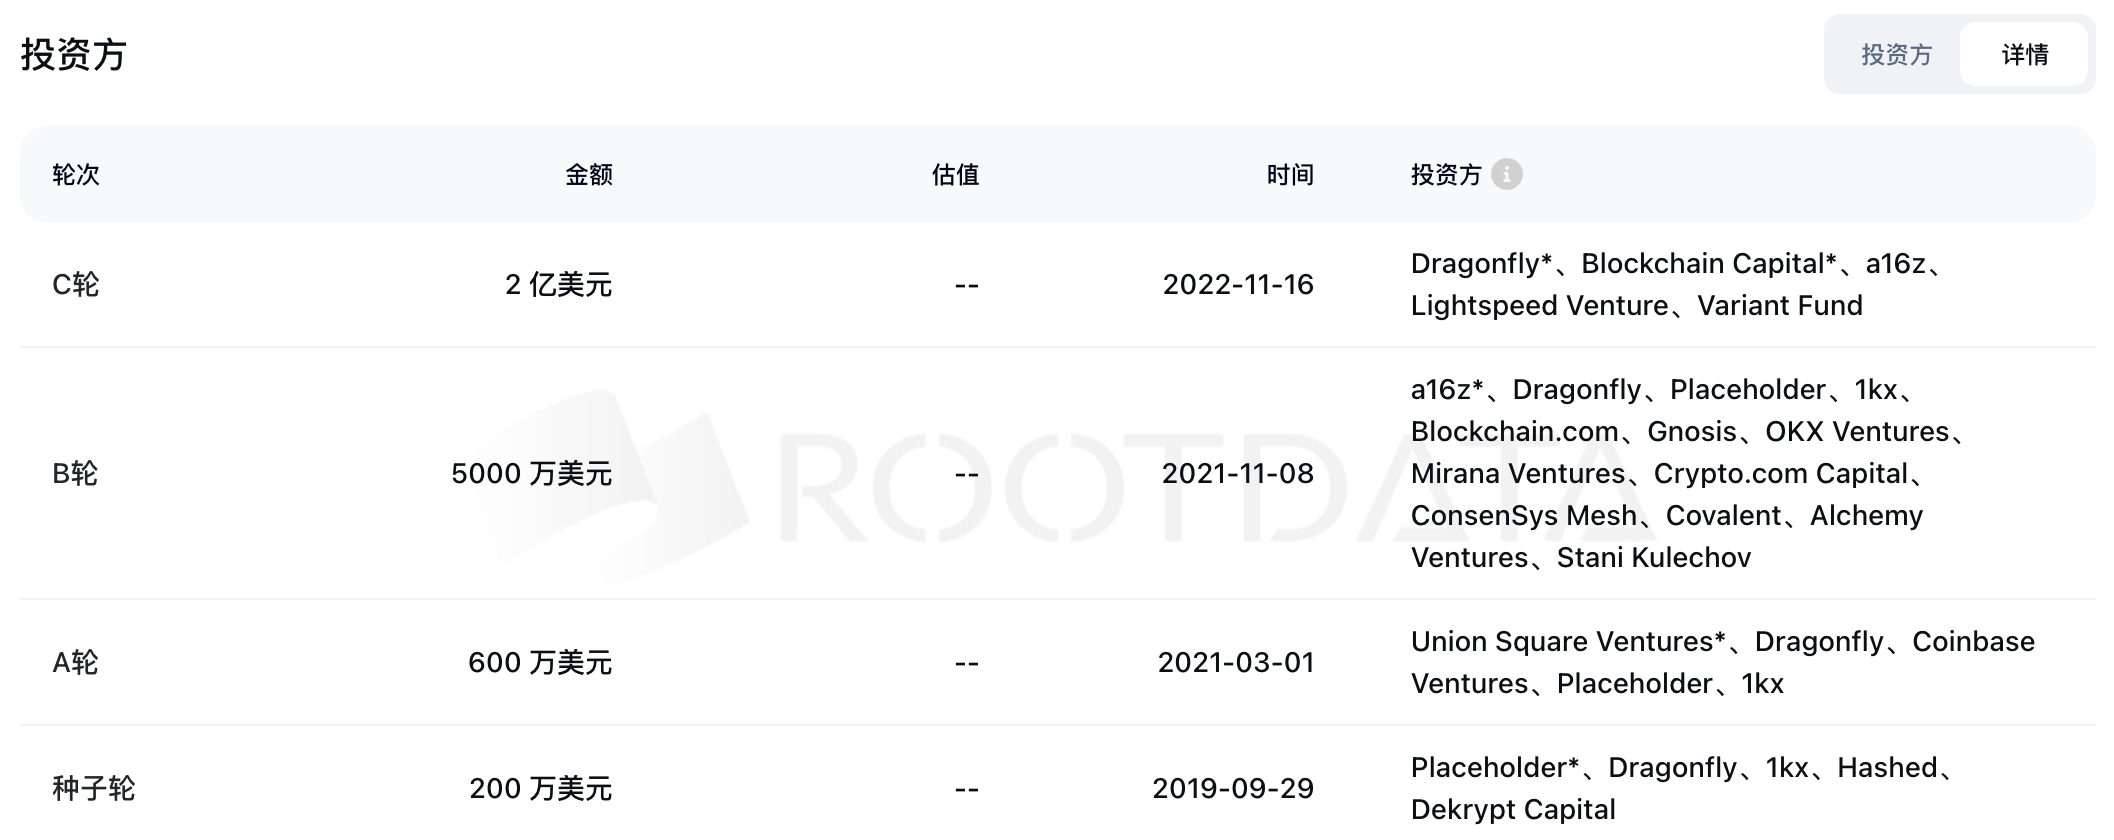 投资方
投资方 详情
轮次 金额 估值 时间 投资方
C轮 2 亿美元 -- 2022-11-16 Dragonfly*、Blockchain Capital*、a16z、
Lightspeed Venture、Variant Fund
B轮 5000 万美元 -- 2021-11-08 a16z*、Dragonfly、Placeholder、1kx、
Blockchain.com、Gnosis、OKX Ventures、
Mirana Ventures、Crypto.com Capital、
ConsenSys Mesh、Covalent、Alchemy
Ventures、Stani Kulechov
A轮 600 万美元 -- 2021-03-01 Union Square Ventures*、Dragonfly、Coinbase
Ventures、Placeholder、1kx
种子轮 200 万美元 -- 2019-09-29 Placeholder*、Dragonfly、1kx、Hashed、
Dekrypt Capital
ROOTDATA